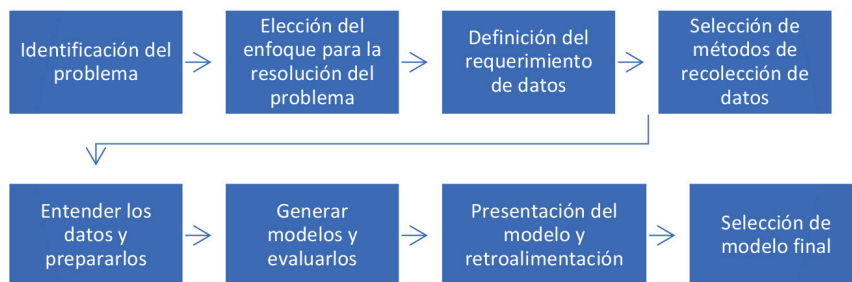 Identificación del
problema
Elección del
enfoque para la
resolución del
problema
Definición del
requerimiento
de datos
Selección de
métodos de
recolección de
datos
Entender los
datos y
prepararlos
Generar
modelos y
evaluarlos
Presentación del
modelo y
retroalimentación
Selección de
modelo final